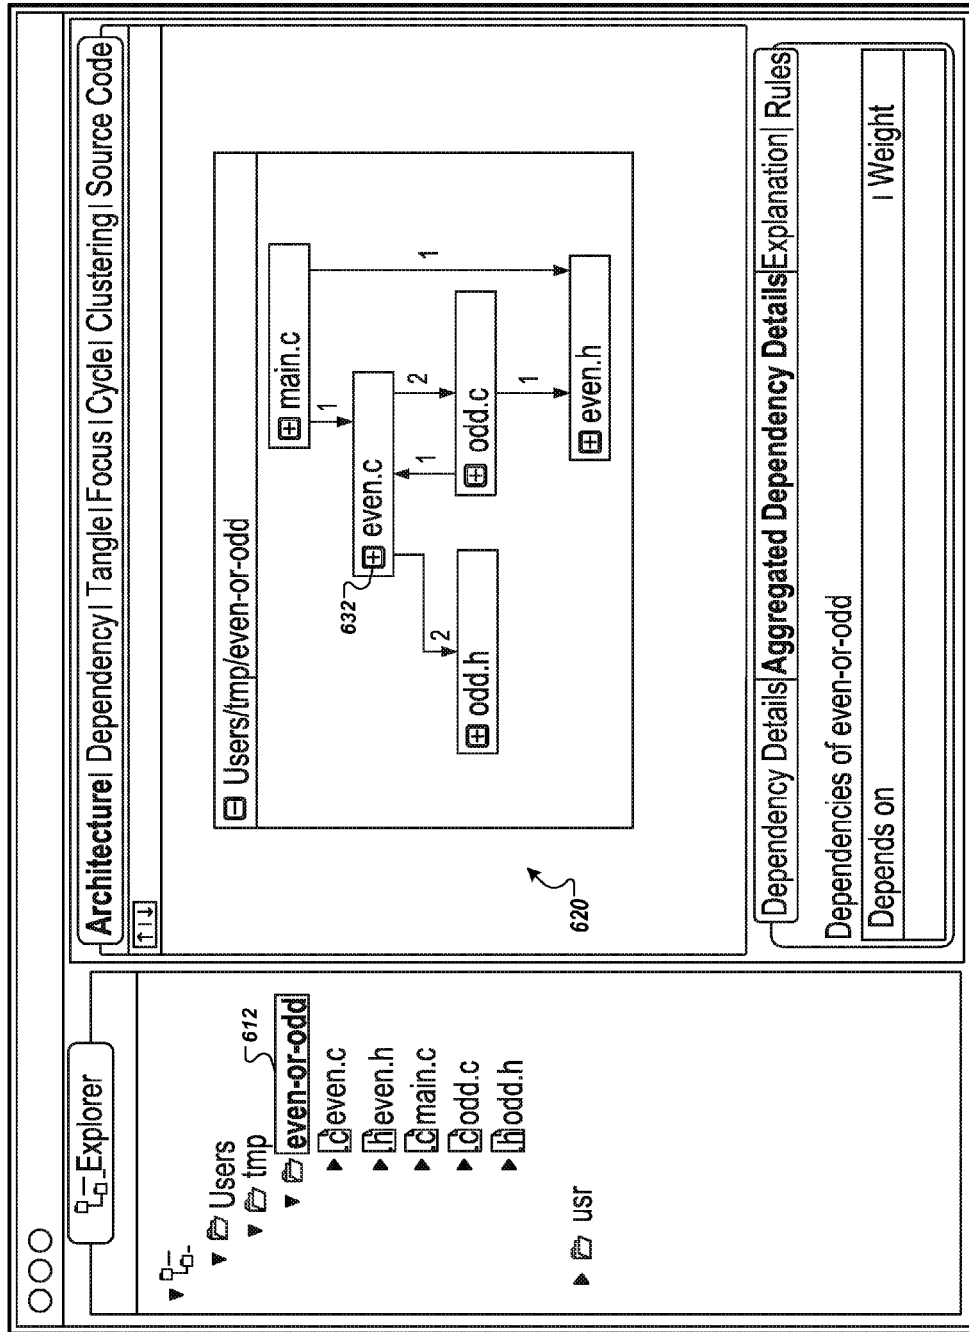 Explorer
Users
tmp
even-or-odd
612
.c even.c
.h even.h
.c main.c
.c odd.c
.h odd.h
usr
Architecture | Dependency | Tangle | Focus | Cycle | Clustering | Source Code
Users/tmp/even-or-odd
main.c
1
1
even.c
632
2
1
2
odd.h
odd.c
1
even.h
620
Dependency Details | Aggregated Dependency Details | Explanation | Rules
Dependencies of even-or-odd
Depends on | Weight